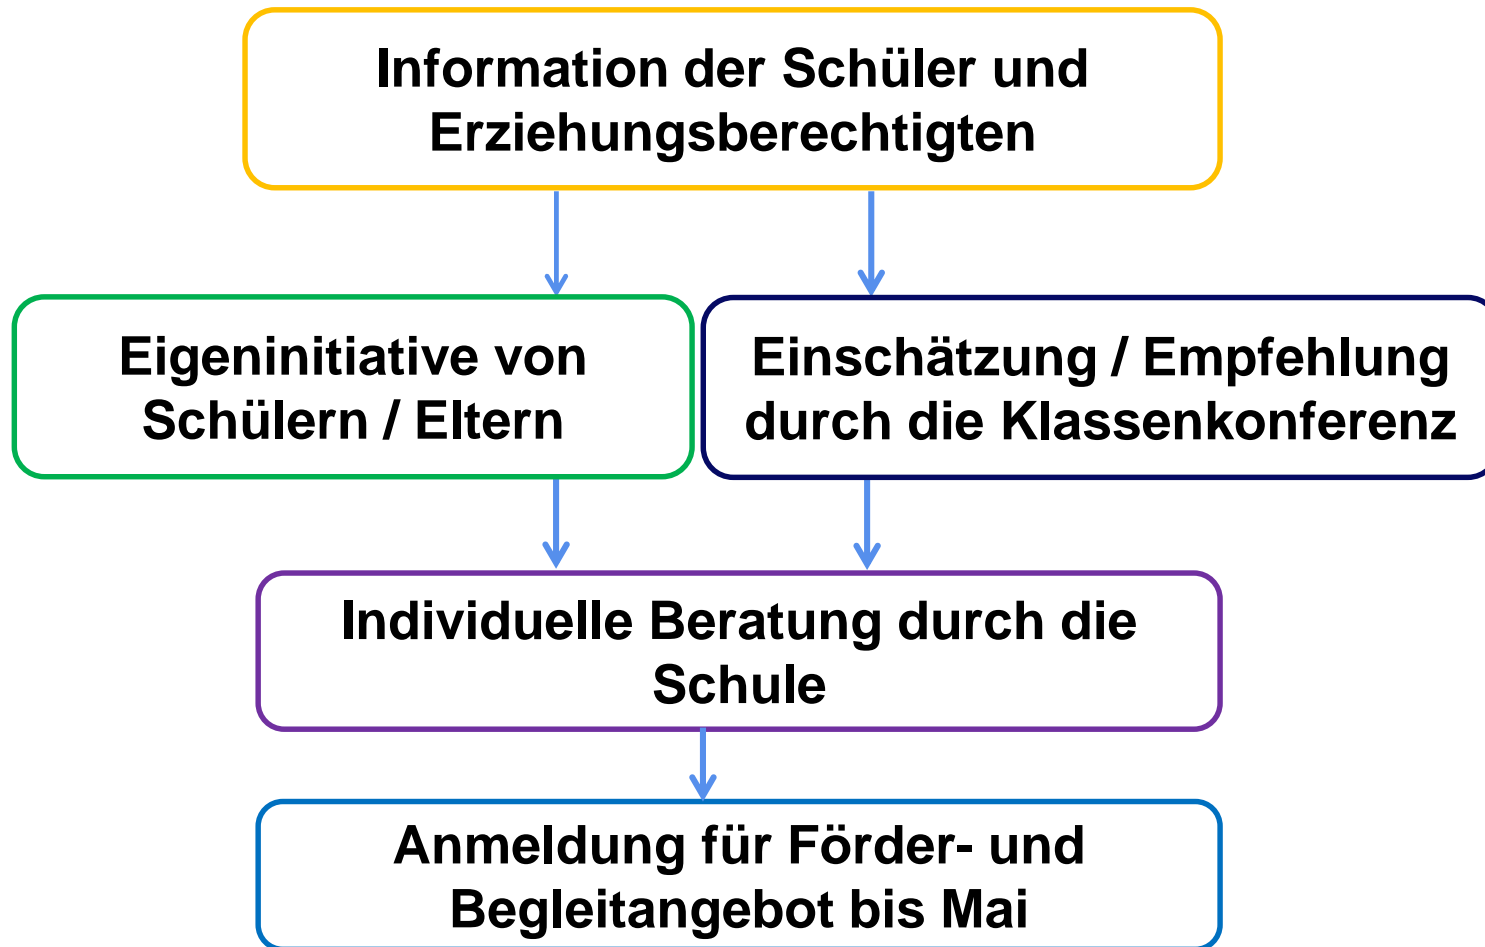 Information der Schüler und
Erziehungsberechtigten
Eigeninitiative von
Schülern / Eltern
Einschätzung / Empfehlung
durch die Klassenkonferenz
Individuelle Beratung durch die
Schule
Anmeldung für Förder- und
Begleitangebot bis Mai